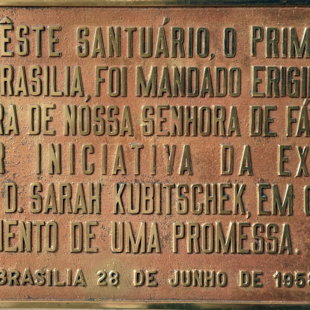 ÊSTE SANTUÁRIO, O PRIM
BRASILIA, FOI MANDADO ERIGI
RA DE NOSSA SENHORA DE FÁ
R INICIATIVA DA EX
D. SARAH KUBITSCHEK, EM
MENTO DE UMA PROMESSA.
BRASILIA 28 DE JUNHO DE 1958